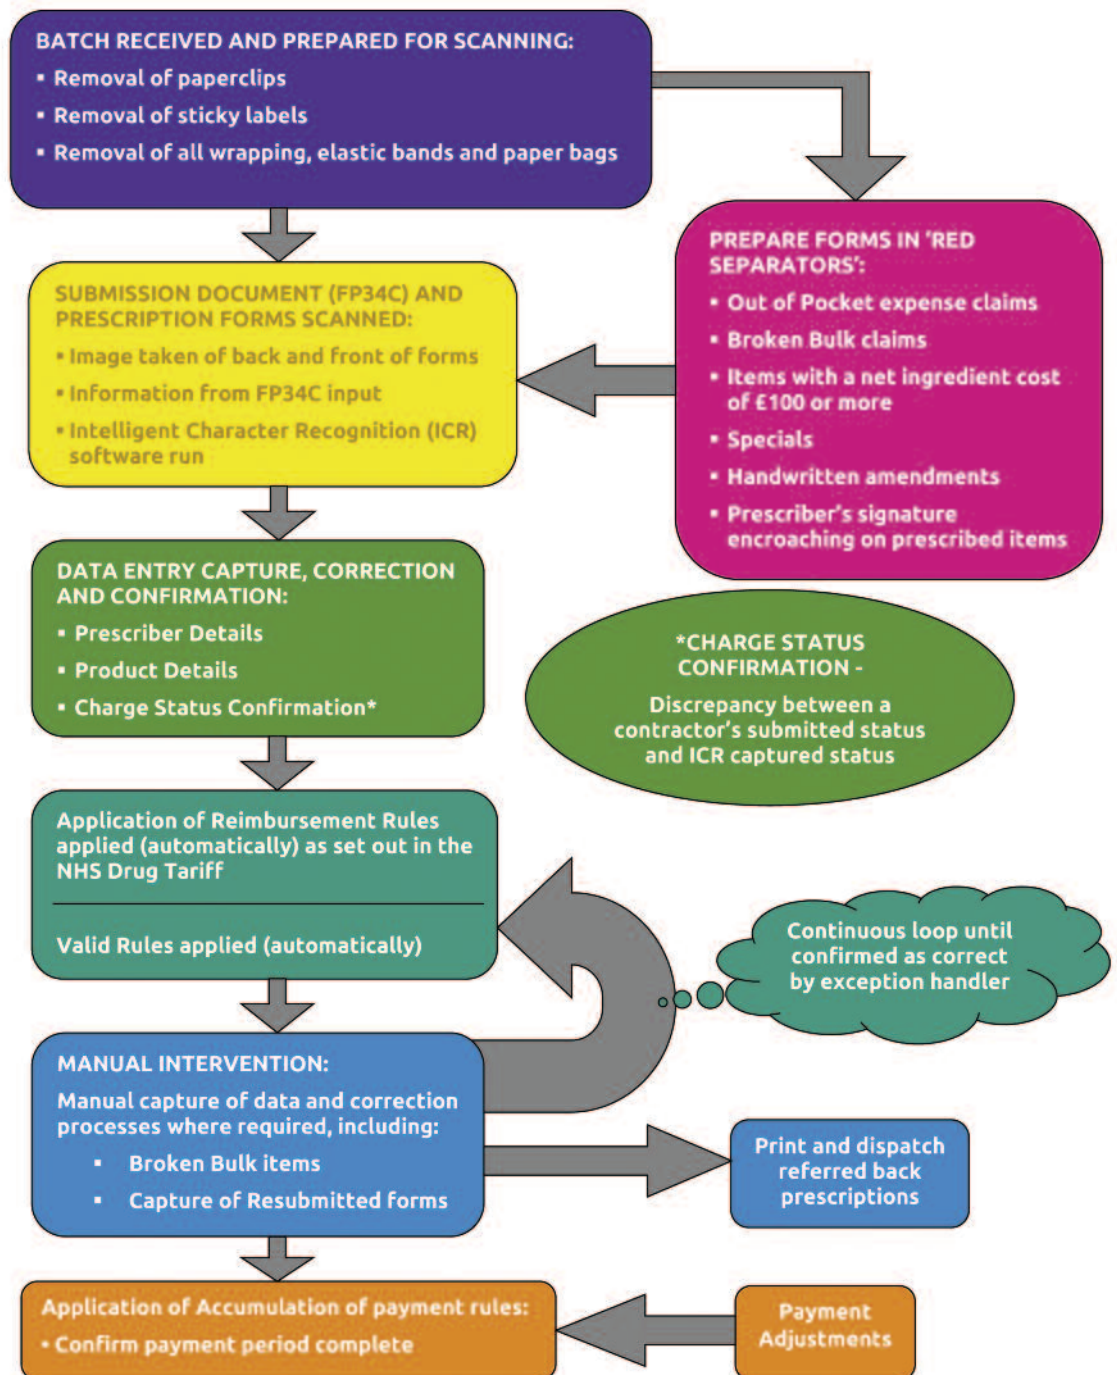 BATCH RECEIVED AND PREPARED FOR SCANNING:
▪ Removal of paperclips
▪ Removal of sticky labels
▪ Removal of all wrapping, elastic bands and paper bags
PREPARE FORMS IN ‘RED
SEPARATORS’:
▪ Out of Pocket expense claims
▪ Broken Bulk claims
▪ Items with a net ingredient cost
of £100 or more
▪ Specials
▪ Handwritten amendments
▪ Prescriber’s signature
encroaching on prescribed items
SUBMISSION DOCUMENT (FP34C) AND
PRESCRIPTION FORMS SCANNED:
▪ Image taken of back and front of forms
▪ Information from FP34C input
▪ Intelligent Character Recognition (ICR)
software run
DATA ENTRY CAPTURE, CORRECTION
AND CONFIRMATION:
▪ Prescriber Details
▪ Product Details
▪ Charge Status Confirmation*
*CHARGE STATUS
CONFIRMATION -
Discrepancy between a
contractor’s submitted status
and ICR captured status
Application of Reimbursement Rules
applied (automatically) as set out in the
NHS Drug Tariff
Valid Rules applied (automatically)
Continuous loop until
confirmed as correct
by exception handler
MANUAL INTERVENTION:
Manual capture of data and correction
processes where required, including:
▪ Broken Bulk items
▪ Capture of Resubmitted forms
Print and dispatch
referred back
prescriptions
Application of Accumulation of payment rules:
▪ Confirm payment period complete
Payment
Adjustments